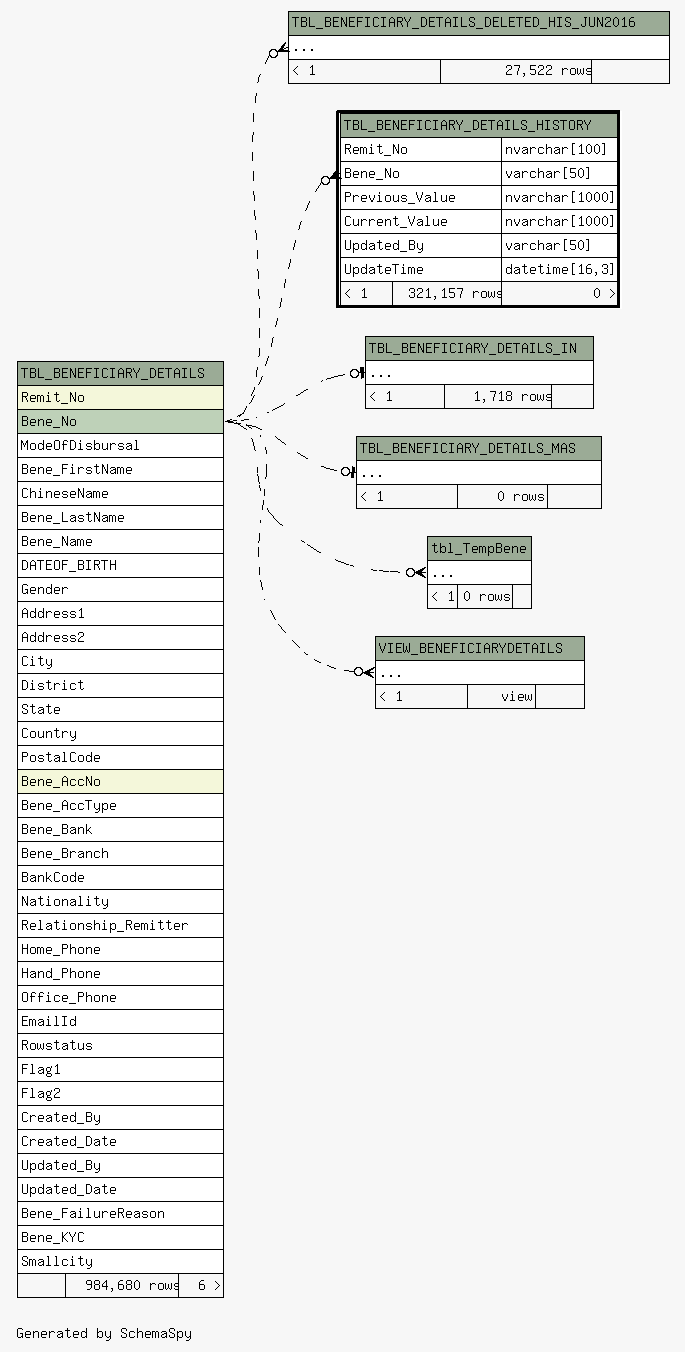 TBL_BENEFICIARY_DETAILS_DELETED_HIS_JUN2016
...
< 1 27,522 rows
TBL_BENEFICIARY_DETAILS_HISTORY
Remit_No nvarchar[100]
Bene_No varchar[50]
Previous_Value nvarchar[1000]
Current_Value nvarchar[1000]
Updated_By varchar[50]
UpdateTime datetime[16,3]
< 1 321,157 rows 0 >
TBL_BENEFICIARY_DETAILS_IN
...
< 1 1,718 rows
TBL_BENEFICIARY_DETAILS_MAS
...
< 1 0 rows
tbl_TempBene
...
< 1 0 rows
VIEW_BENEFICIARYDETAILS
...
< 1 view
TBL_BENEFICIARY_DETAILS
Remit_No
Bene_No
ModeOfDisbursal
Bene_FirstName
ChineseName
Bene_LastName
Bene_Name
DATEOF_BIRTH
Gender
Address1
Address2
City
District
State
Country
PostalCode
Bene_AccNo
Bene_AccType
Bene_Bank
Bene_Branch
BankCode
Nationality
Relationship_Remitter
Home_Phone
Hand_Phone
Office_Phone
EmailId
Rowstatus
Flag1
Flag2
Created_By
Created_Date
Updated_By
Updated_Date
Bene_FailureReason
Bene_KYC
Smallcity
984,680 rows 6 >
Generated by SchemaSpy